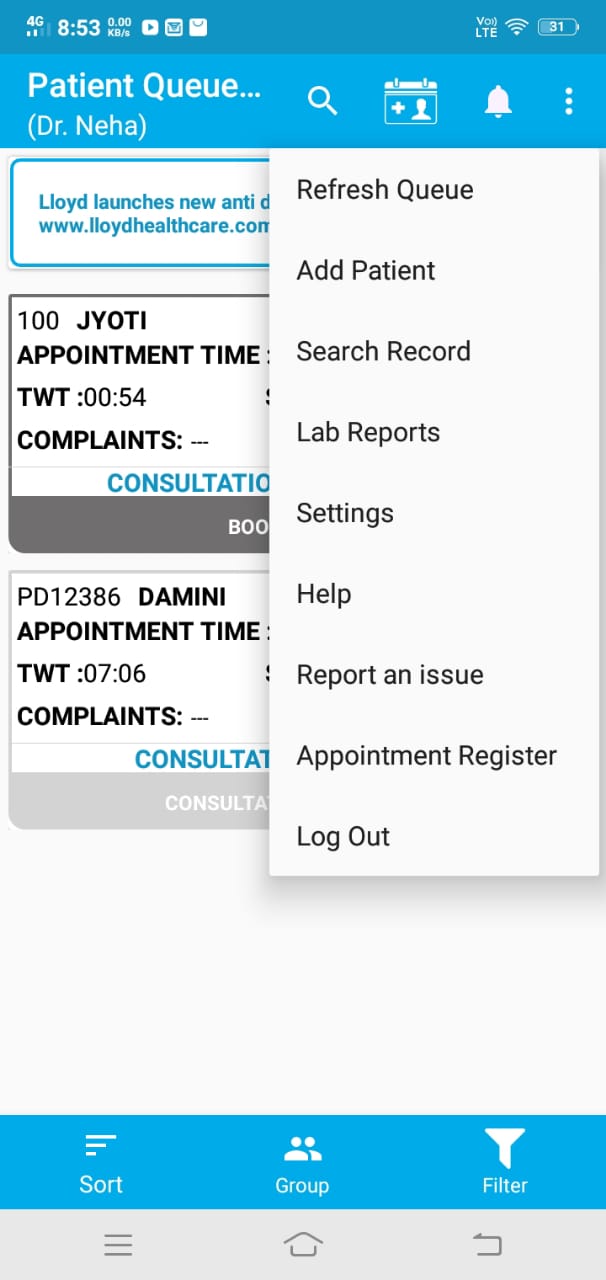 4G 8:53 0.00 KB/s Vo) LTE 31
Patient Queue...
(Dr. Neha)
Lloyd launches new anti
www.lloydhealthcare.com
100 JYOTI
APPOINTMENT TIME :
TWT :00:54
COMPLAINTS: ---
CONSULTATIO
BOO
PD12386 DAMINI
APPOINTMENT TIME :
TWT :07:06
COMPLAINTS: ---
CONSULTAT
CONSULTA
Refresh Queue
Add Patient
Search Record
Lab Reports
Settings
Help
Report an issue
Appointment Register
Log Out
Sort
Group
Filter